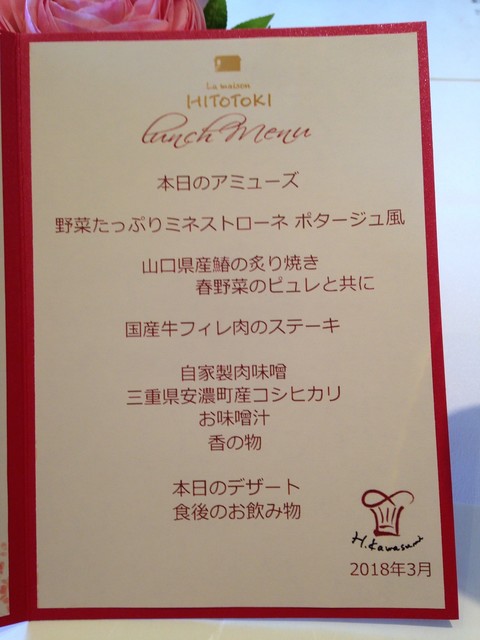 La maison
HITOTOKI
lunch Menu
本日のアミューズ
野菜たっぷりミネストローネ ポタージュ風
山口県産鰆の炙り焼き
春野菜のピュレと共に
国産牛フィレ肉のステーキ
自家製肉味噌
三重県安濃町産コシヒカリ
お味噌汁
香の物
本日のデザート
食後のお飲み物
H.Kawasumi
2018年3月